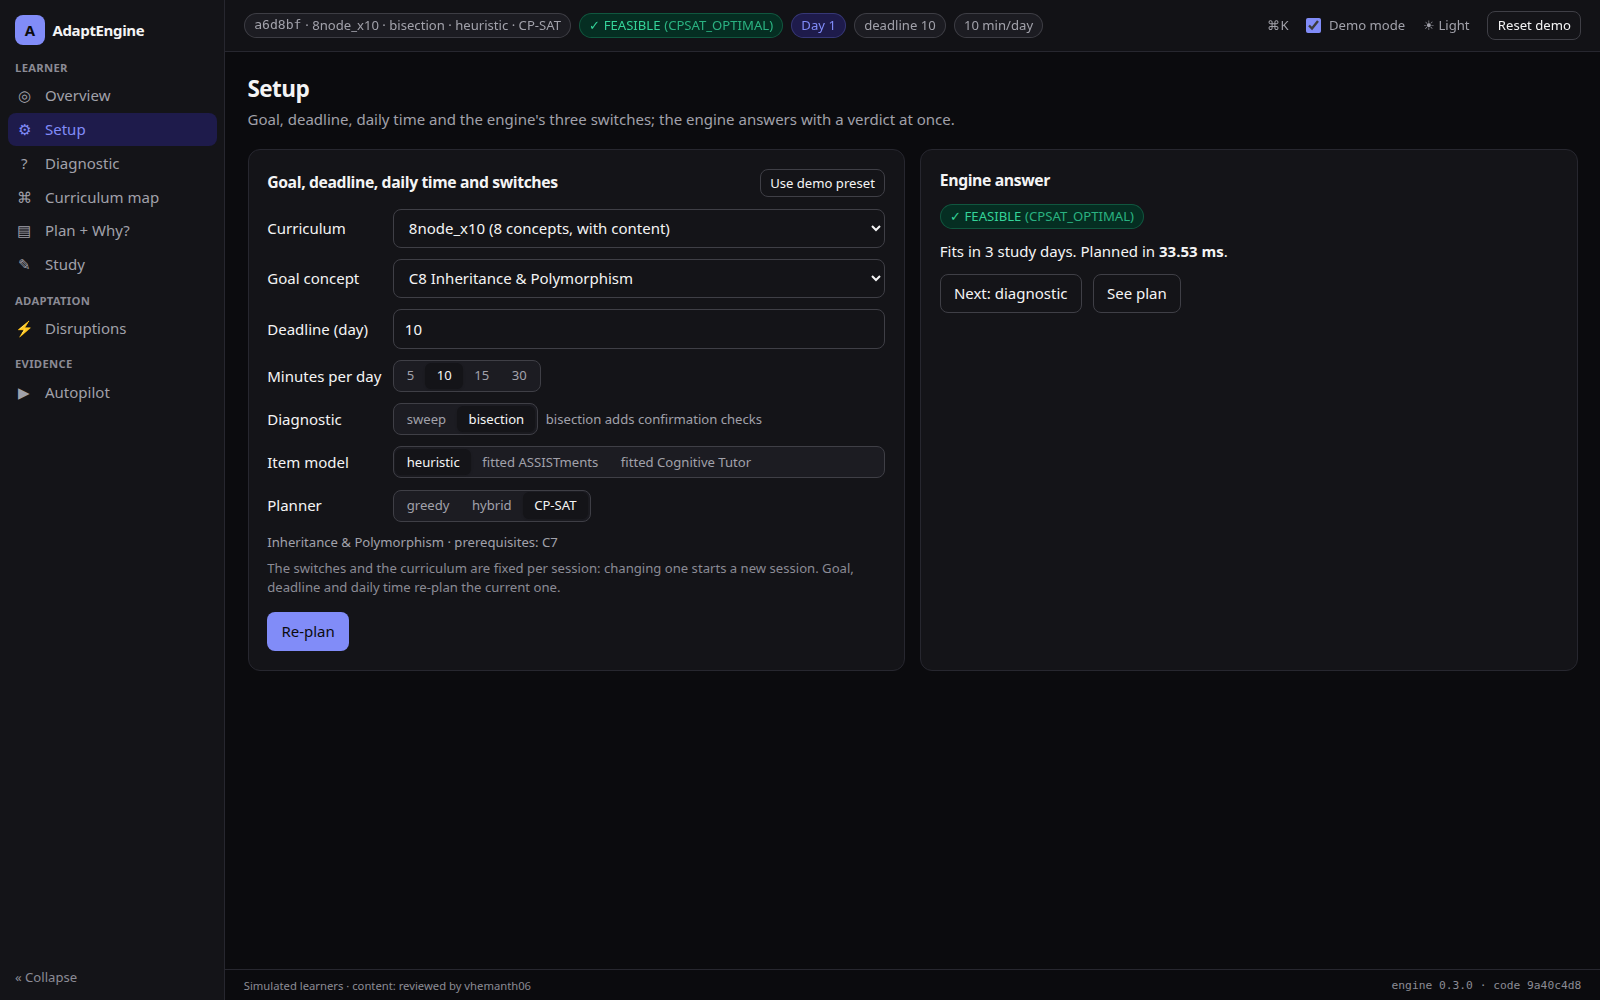 A AdaptEngine
LEARNER
◎ Overview
⚙ Setup
? Diagnostic
⌘ Curriculum map
▤ Plan + Why?
✎ Study
ADAPTATION
⚡ Disruptions
EVIDENCE
▶ Autopilot
« Collapse
a6d8bf · 8node_x10 · bisection · heuristic · CP-SAT ✓ FEASIBLE (CPSAT_OPTIMAL) Day 1 deadline 10 10 min/day ⌘K Demo mode ☀ Light Reset demo
Setup
Goal, deadline, daily time and the engine's three switches; the engine answers with a verdict at once.
Goal, deadline, daily time and switches Use demo preset
Curriculum 8node_x10 (8 concepts, with content)
Goal concept C8 Inheritance & Polymorphism
Deadline (day) 10
Minutes per day 5 10 15 30
Diagnostic sweep bisection bisection adds confirmation checks
Item model heuristic fitted ASSISTments fitted Cognitive Tutor
Planner greedy hybrid CP-SAT
Inheritance & Polymorphism · prerequisites: C7
The switches and the curriculum are fixed per session: changing one starts a new session. Goal,
deadline and daily time re-plan the current one.
Re-plan
Engine answer
✓ FEASIBLE (CPSAT_OPTIMAL)
Fits in 3 study days. Planned in 33.53 ms.
Next: diagnostic See plan
Simulated learners · content: reviewed by vhemanth06 engine 0.3.0 · code 9a40c4d8